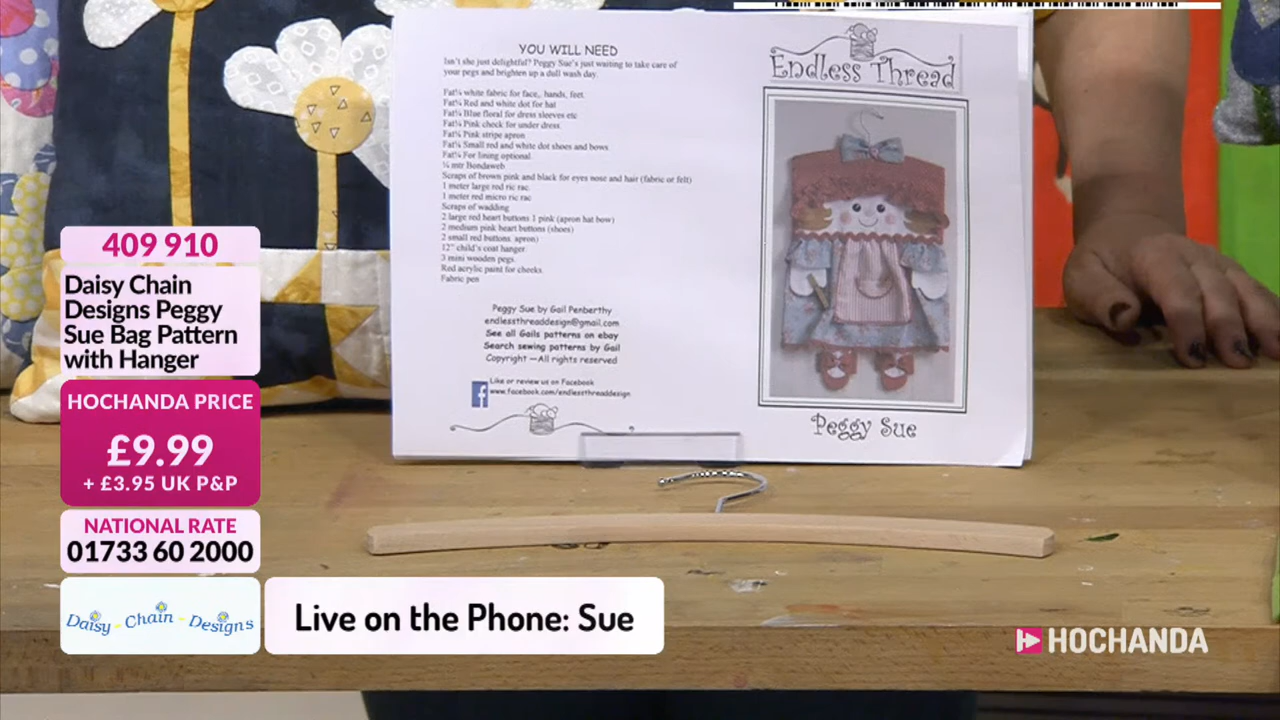 YOU WILL NEED
Isn't she just delightful? Peggy Sue's just waiting to take care of
your pegs and brighten up a dull wash day.
Fat¼ white fabric for face,, hands, feet.
Fat¼ Red and white dot for hat
Fat¼ Blue floral for dress sleeves etc
Fat¼ Pink check for under dress.
Fat¼ Pink stripe apron
Fat¼ Small red and white dot shoes and bows.
Fat¼ For lining optional
¼ mtr Bondaweb
Scraps of brown pink and black for eyes nose and hair (fabric or felt)
1 meter large red ric rac.
1 meter red micro ric rac
Scraps of wadding
2 large red heart buttons 1 pink (apron hat bow)
2 medium pink heart buttons (shoes)
2 small red buttons apron)
12" child's coat hanger.
3 mini wooden pegs.
Red acrylic paint for cheeks.
Fabric pen
Peggy Sue by Gail Penberthy
endlessthreaddesign@gmail.com
See all Gails patterns on ebay
Search sewing patterns by Gail
Copyright —All rights reserved
Like or review us on Facebook
www.facebook.com/endlessthreaddesign
Endless Thread
Peggy Sue
409 910
Daisy Chain
Designs Peggy
Sue Bag Pattern
with Hanger
HOCHANDA PRICE
£9.99
+ £3.95 UK P&P
NATIONAL RATE
01733 60 2000
Daisy - Chain - Designs
Live on the Phone: Sue
HOCHANDA